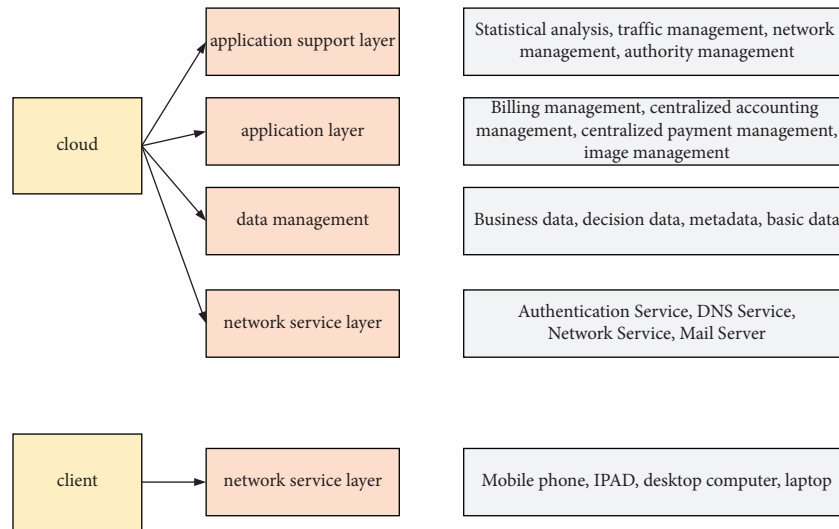 cloud
application support layer
Statistical analysis, traffic management, network
management, authority management
application layer
Billing management, centralized accounting
management, centralized payment management,
image management
data management
Business data, decision data, metadata, basic data
network service layer
Authentication Service, DNS Service,
Network Service, Mail Server
client
network service layer
Mobile phone, IPAD, desktop computer, laptop